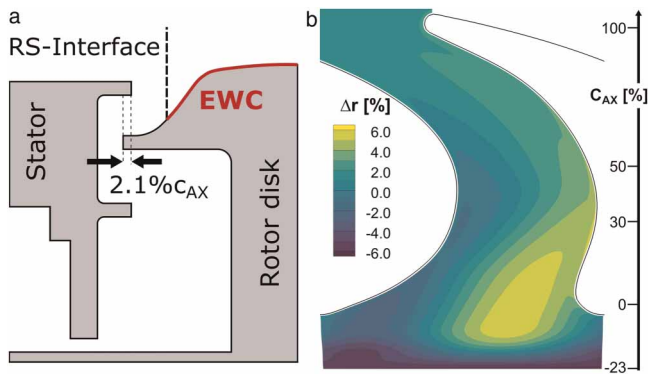 a
RS-Interface
EWC
Stator
2.1%cAX
Rotor disk
b
Δr [%]
6.0
4.0
2.0
0.0
-2.0
-4.0
-6.0
100
CAX [%]
50
30
0
-23